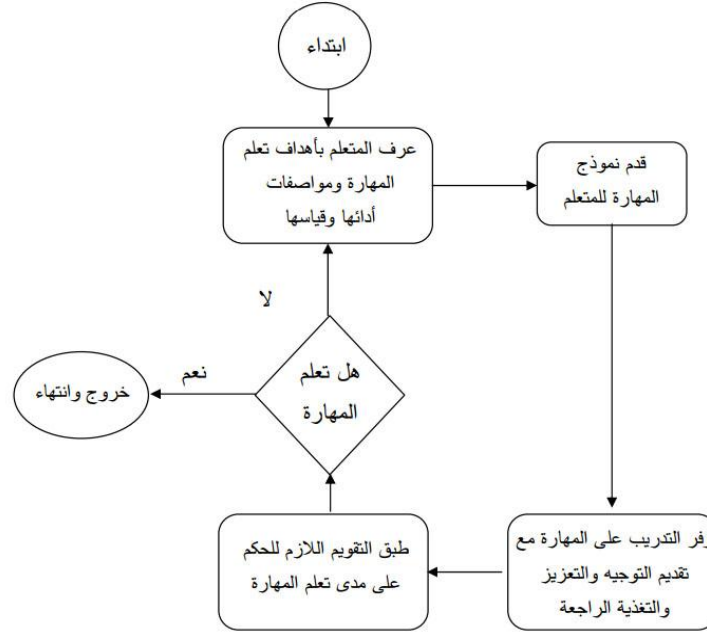 ابتداء
عرف المتعلم بأهداف تعلم
المهارة ومواصفات
أدائها وقياسها
قدم نموذج
المهارة للمتعلم
وفر التدريب على المهارة مع
تقديم التوجيه والتعزيز
والتغذية الراجعة
طبق التقويم اللازم للحكم
على مدى تعلم المهارة
هل تعلم
المهارة
لا
نعم
خروج وانتهاء